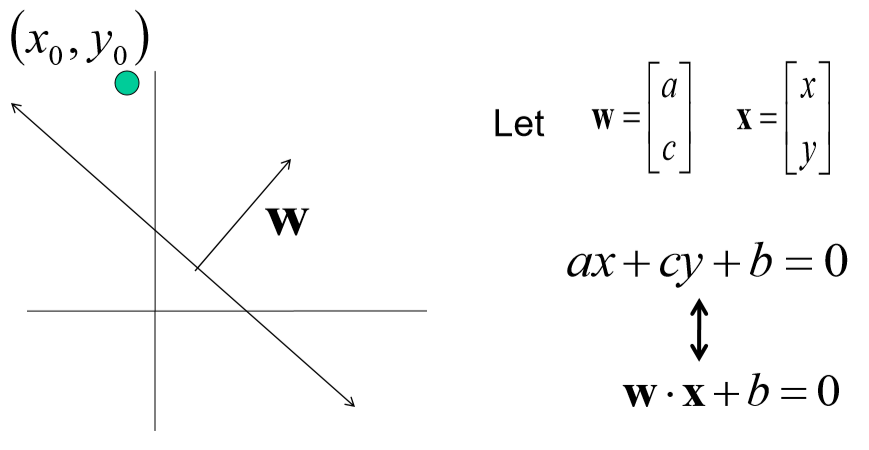 (x₀, y₀)
w
Let w = [a c] x = [x y]
ax + cy + b = 0
w · x + b = 0